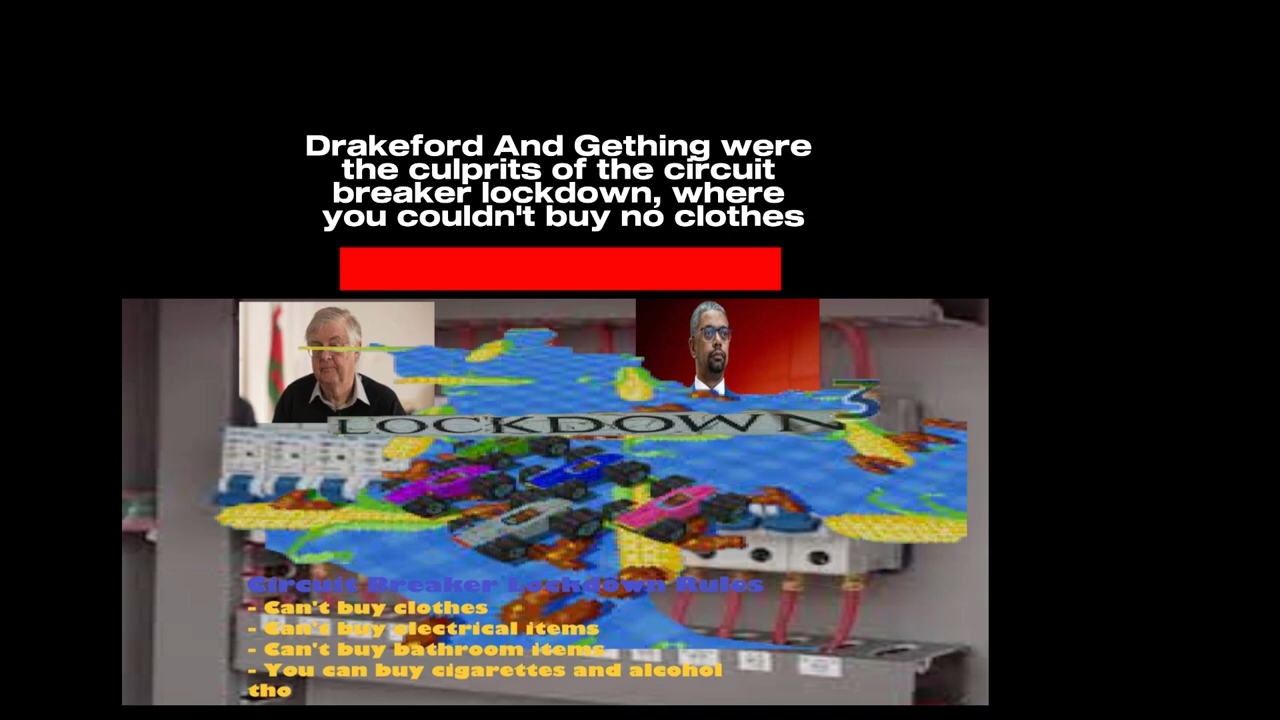 Drakeford And Gething were
the culprits of the circuit
breaker lockdown, where
you couldn't buy no clothes
LOCKDOWN 3
Circuit Breaker Lockdown Rules
- Can't buy clothes
- Can't buy electrical items
- Can't buy bathroom items
- You can buy cigarettes and alcohol
tho